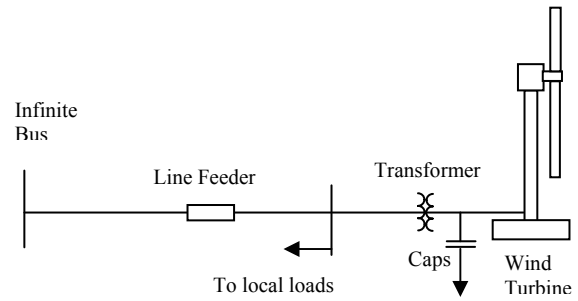 Infinite
Bus
Line Feeder
Transformer
To local loads
Caps
Wind
Turbine